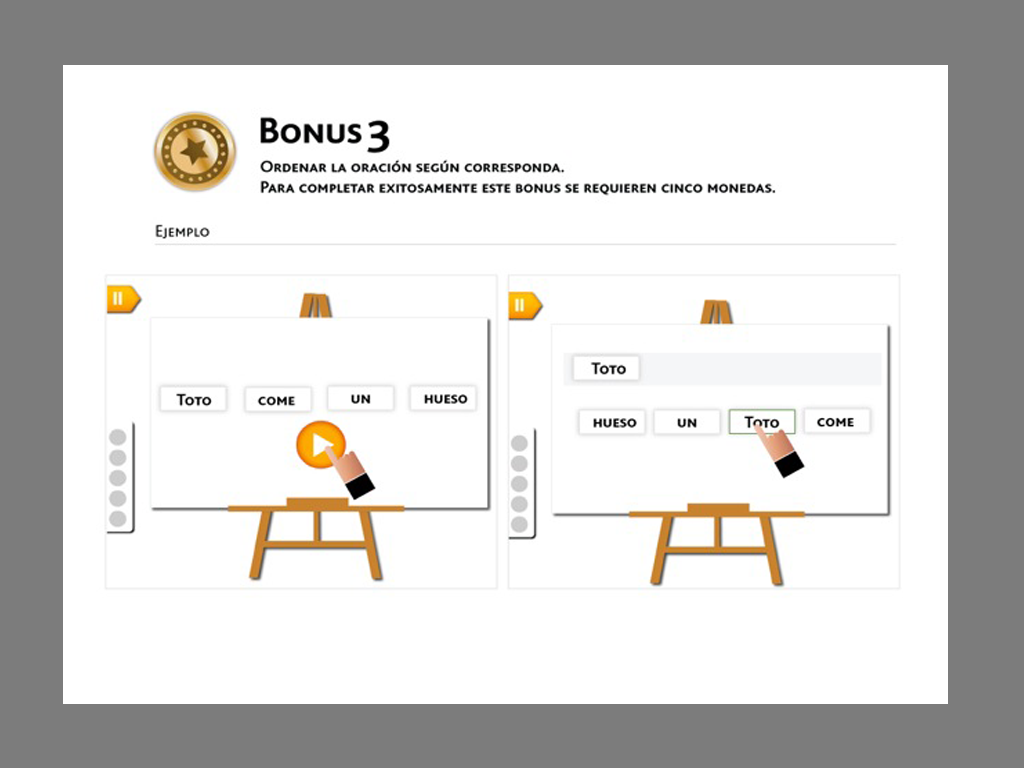 Bonus 3
Ordenar la oración según corresponda.
Para completar exitosamente este bonus se requieren cinco monedas.
Ejemplo
Toto come un hueso
Toto
hueso un Toto come